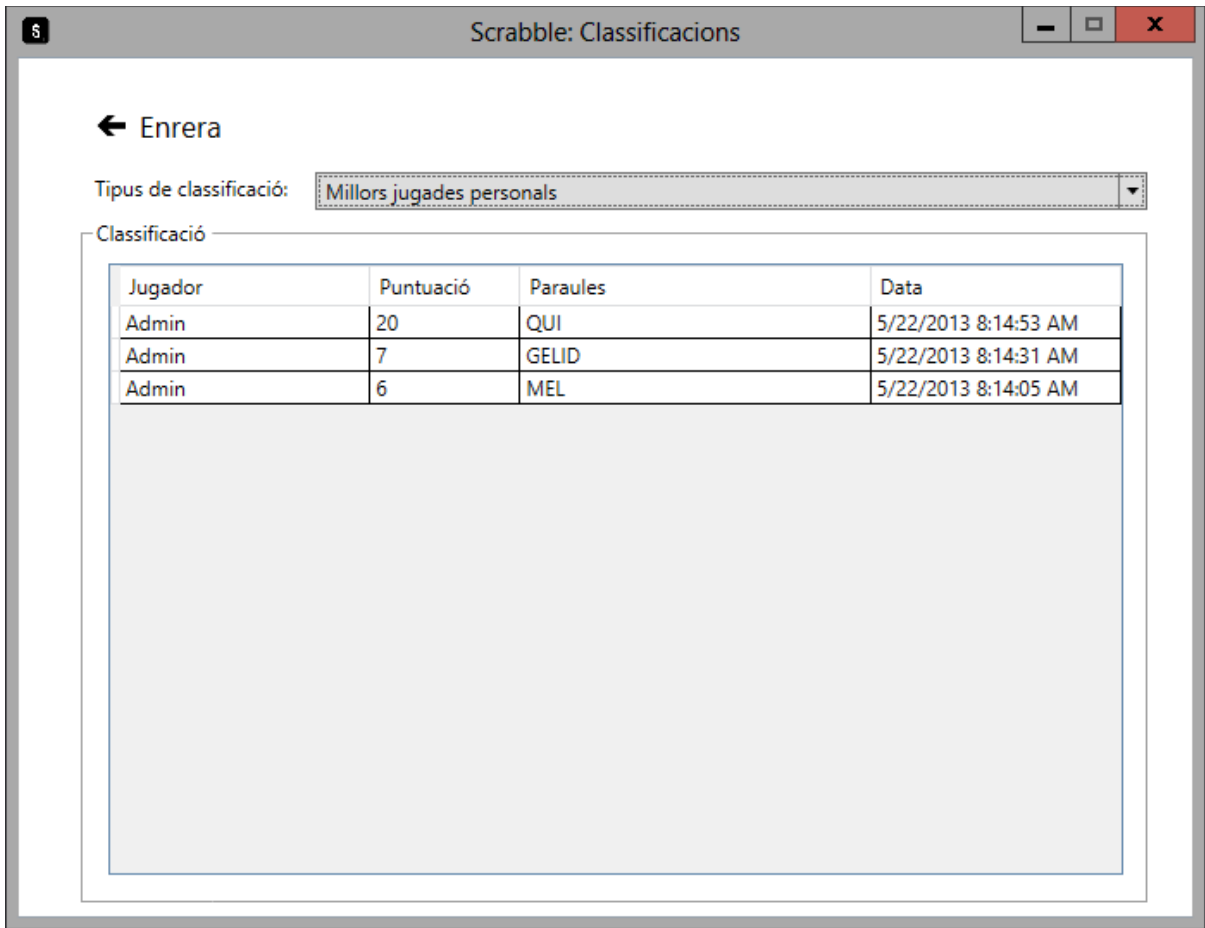 Scrabble: Classificacions
Enrera
Tipus de classificació: Millors jugades personals
Classificació
Jugador Puntuació Paraules Data
Admin 20 QUI 5/22/2013 8:14:53 AM
Admin 7 GELID 5/22/2013 8:14:31 AM
Admin 6 MEL 5/22/2013 8:14:05 AM